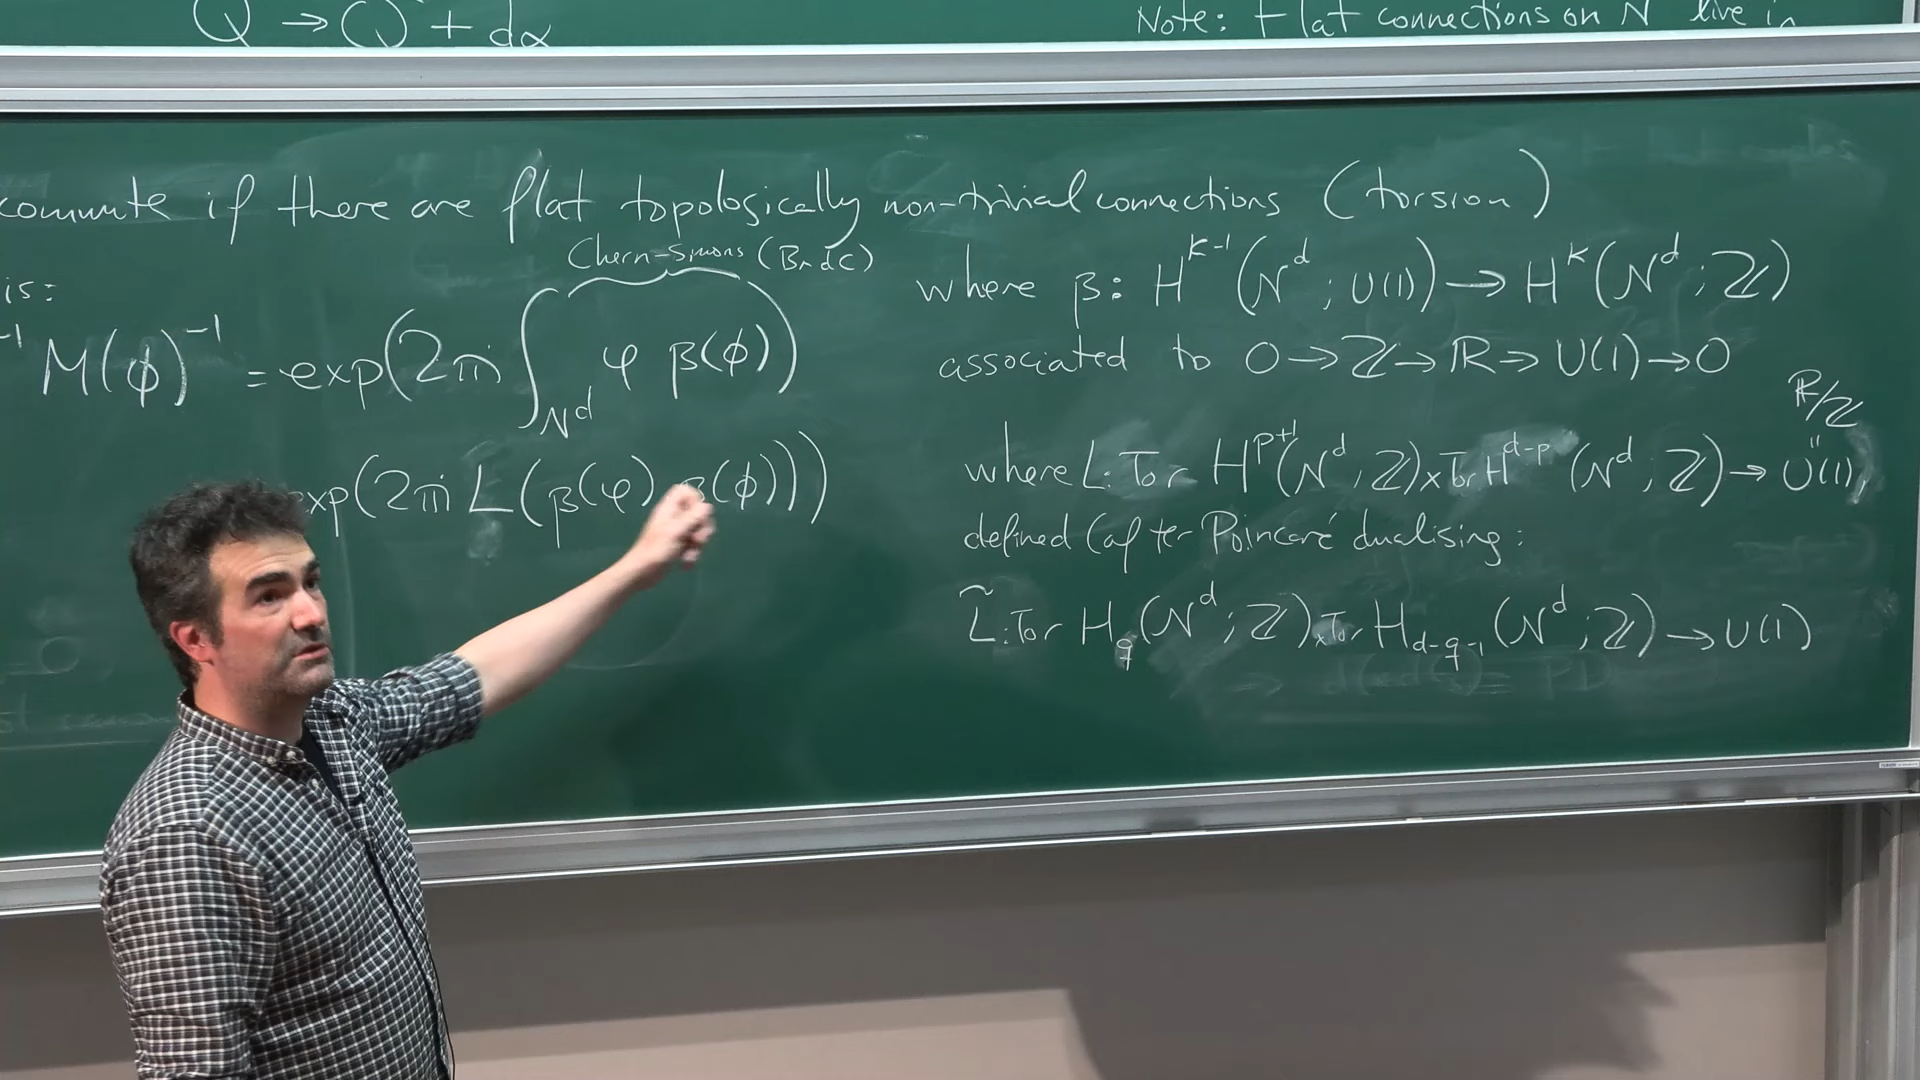 Q → Q + dα
Note: Flat connections on N live in
commute if there are flat topologically non-trivial connections (torsion)
is:
Chern-Simons (B∧dC)
⁻¹ M(ϕ)⁻¹ = exp(2πi ∫_{N^d} φ β(ϕ))
exp(2πi L(β(φ), β(ϕ)))
where β: H^{k-1}(N^d; U(1)) → H^k(N^d; ℤ)
associated to 0 → ℤ → ℝ → U(1) → 0
ℝ/ℤ
where L: Tor H^{p+1}(N^d; ℤ) × Tor H^{d-p}(N^d; ℤ) → U(1),
defined (after Poincaré dualising:
L̃: Tor H_q(N^d; ℤ) × Tor H_{d-q-1}(N^d; ℤ) → U(1)